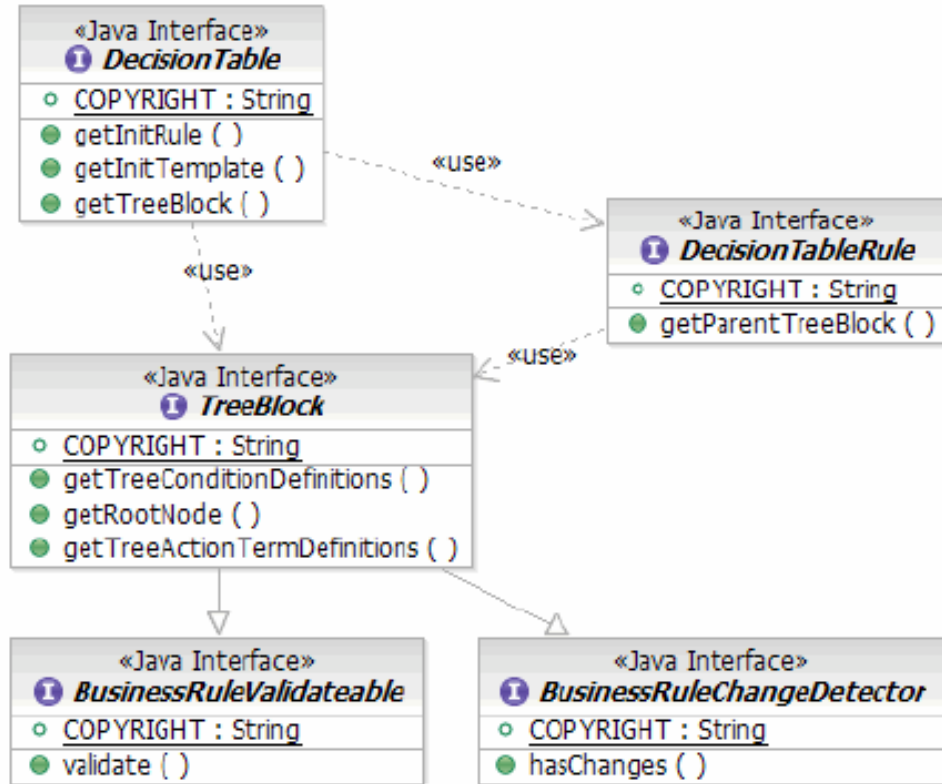 «Java Interface»
I DecisionTable
COPYRIGHT : String
getInitRule ( )
getInitTemplate ( )
getTreeBlock ( )
«use»
«use»
«Java Interface»
I DecisionTableRule
COPYRIGHT : String
getParentTreeBlock ( )
«use»
«Java Interface»
I TreeBlock
COPYRIGHT : String
getTreeConditionDefinitions ( )
getRootNode ( )
getTreeActionTermDefinitions ( )
«Java Interface»
I BusinessRuleValidateable
COPYRIGHT : String
validate ( )
«Java Interface»
I BusinessRuleChangeDetector
COPYRIGHT : String
hasChanges ( )